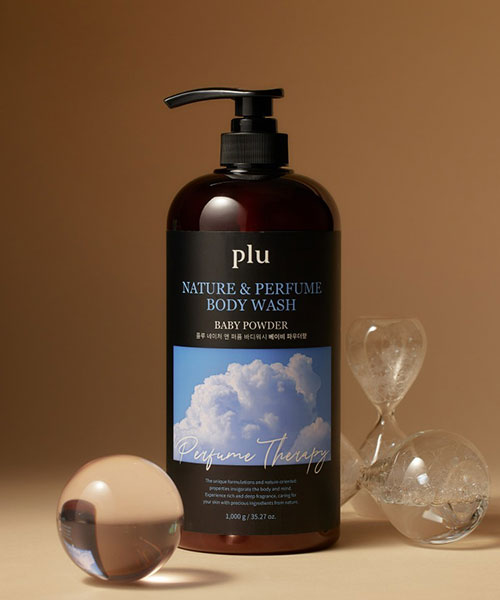 plu
NATURE & PERFUME
BODY WASH
BABY POWDER
플루 네이처 앤 퍼퓸 바디워시 베이비 파우더향
Perfume Therapy
The unique formulations and nature-oriented
properties invigorate the body and mind.
Experience rich and deep fragrance, caring for
your skin with precious ingredients from nature.
1,000 g / 35.27 oz.